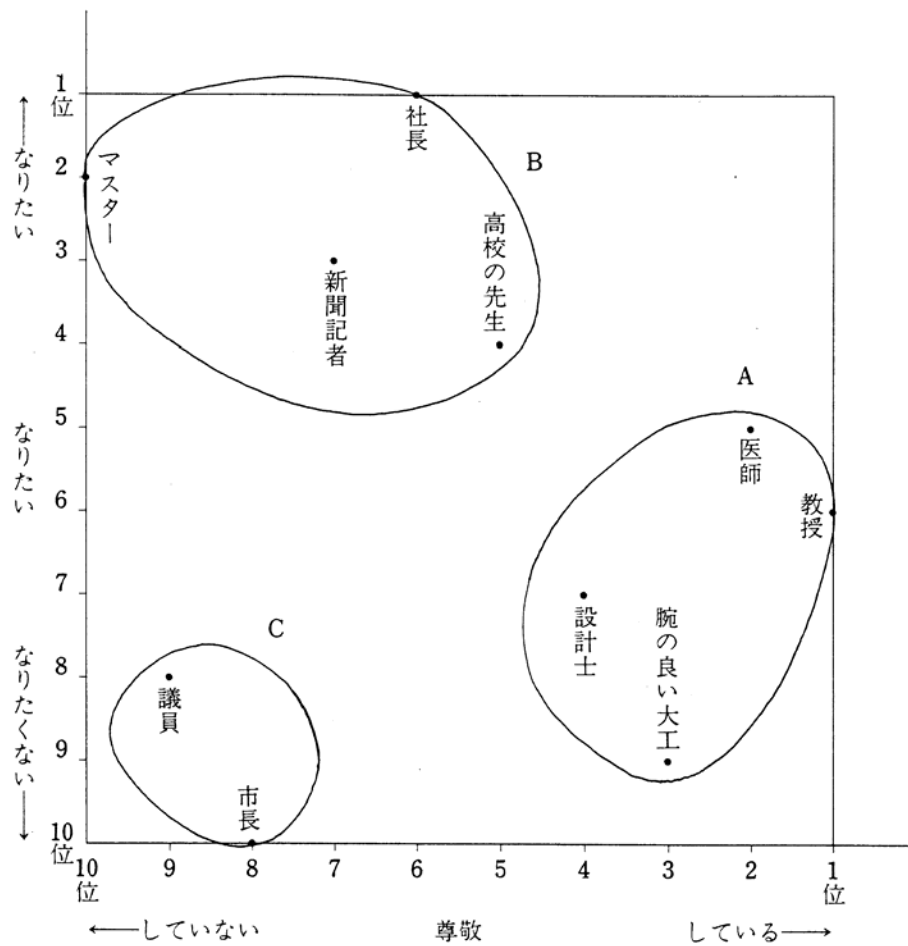 1位
2
3
4
5
6
7
8
9
10位
←なりたい
なりたい
なりたくない→
社長
マスター
B
高校の先生
新聞記者
A
医師
教授
設計士
腕の良い大工
C
議員
市長
10位
9
8
7
6
5
4
3
2
1位
←していない
尊敬
している→